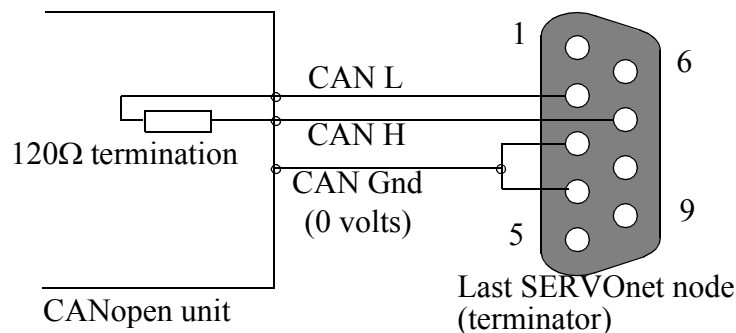 1
6
CAN L
CAN H
120Ω termination
CAN Gnd
(0 volts)
9
5
Last SERVOnet node
(terminator)
CANopen unit